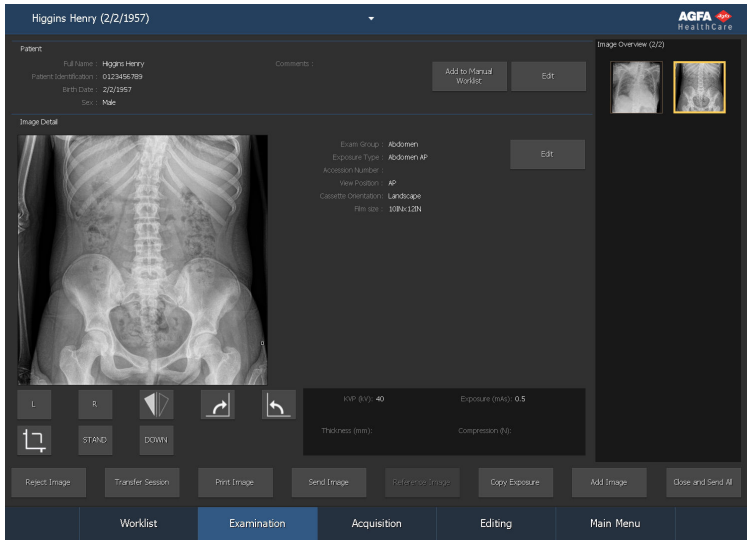 Higgins Henry (2/2/1957)
AGFA
HealthCare
Patient
Full Name : Higgins Henry
Patient Identification : 0123456789
Birth Date : 2/2/1957
Sex : Male
Comments :
Add to Manual
Worklist
Edit
Image Overview (2/2)
Image Detail
Exam Group : Abdomen
Exposure Type : Abdomen AP
Accession Number :
View Position : AP
Cassette Orientation: Landscape
Film size : 10INx12IN
Edit
L
R
STAND
DOWN
KVP (kV): 40
Exposure (mAs): 0.5
Thickness (mm):
Compression (N):
Reject Image
Transfer Session
Print Image
Send Image
Reference Image
Copy Exposure
Add Image
Close and Send All
Worklist
Examination
Acquisition
Editing
Main Menu